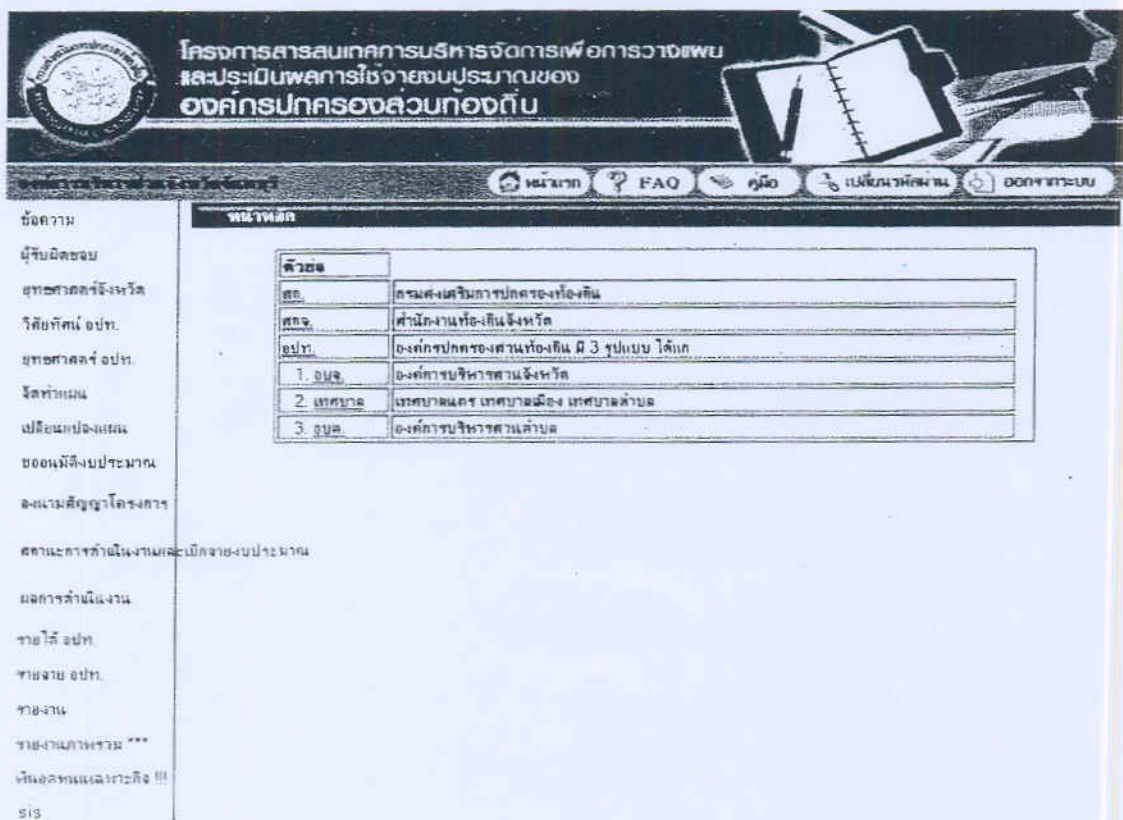 โครงการสารสนเทศการบริหารจัดการเพื่อการวางแผน
และประเมินผลการใช้จ่ายงบประมาณของ
องค์กรปกครองส่วนท้องถิ่น
หน้าแรก FAQ คู่มือ เปลี่ยนรหัสผ่าน ออกจากระบบ
หน้าหลัก
ข้อความ
ผู้รับผิดชอบ
ยุทธศาสตร์จังหวัด
วิสัยทัศน์ อปท.
ยุทธศาสตร์ อปท.
จัดทำแผน
เปลี่ยนแปลงแผน
ขออนุมัติงบประมาณ
ลงนามสัญญาโครงการ
สถานะการดำเนินงานและเบิกจ่ายงบประมาณ
ผลการดำเนินงาน
รายได้ อปท.
รายจ่าย อปท.
รายงาน
รายงานภาพรวม ***
เงินอุดหนุนเฉพาะกิจ !!!
sis
ตัวย่อ
สถ. กรมส่งเสริมการปกครองท้องถิ่น
สถจ. สำนักงานท้องถิ่นจังหวัด
อปท. องค์กรปกครองส่วนท้องถิ่น มี 3 รูปแบบ ได้แก่
1. อบจ. องค์การบริหารส่วนจังหวัด
2. เทศบาล เทศบาลนคร เทศบาลเมือง เทศบาลตำบล
3. อบต. องค์การบริหารส่วนตำบล